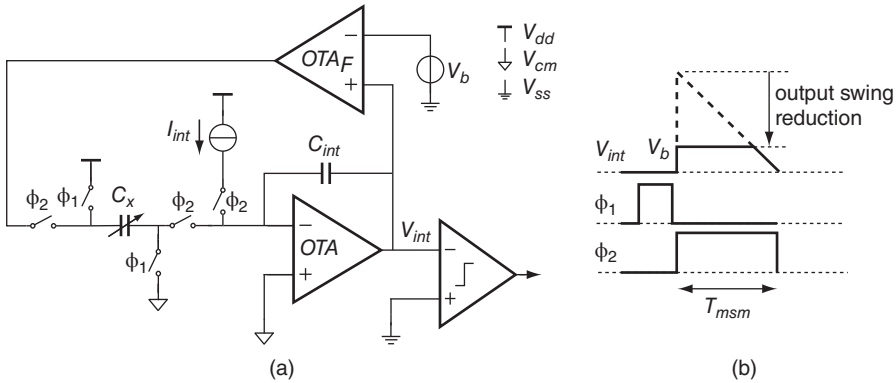 OTA_F
V_b
V_dd
V_cm
V_ss
I_int
C_int
ϕ2
ϕ1
C_x
ϕ2
ϕ2
ϕ1
OTA
V_int
(a)
output swing
reduction
V_int
V_b
ϕ1
ϕ2
T_msm
(b)